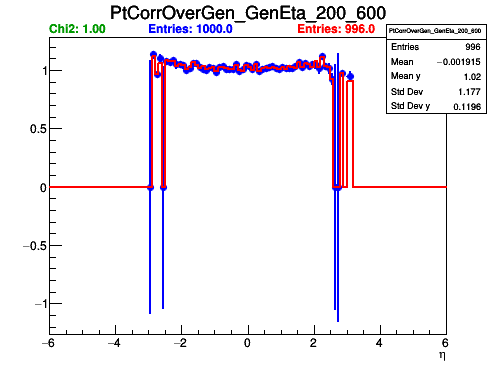 PtCorrOverGen_GenEta_200_600
Chi2: 1.00 Entries: 1000.0 Entries: 996.0
PtCorrOverGen_GenEta_200_600
Entries 996
Mean −0.001915
Mean y 1.02
Std Dev 1.177
Std Dev y 0.1196
1
0.5
0
−0.5
−1
−6 −4 −2 0 2 4 6
η